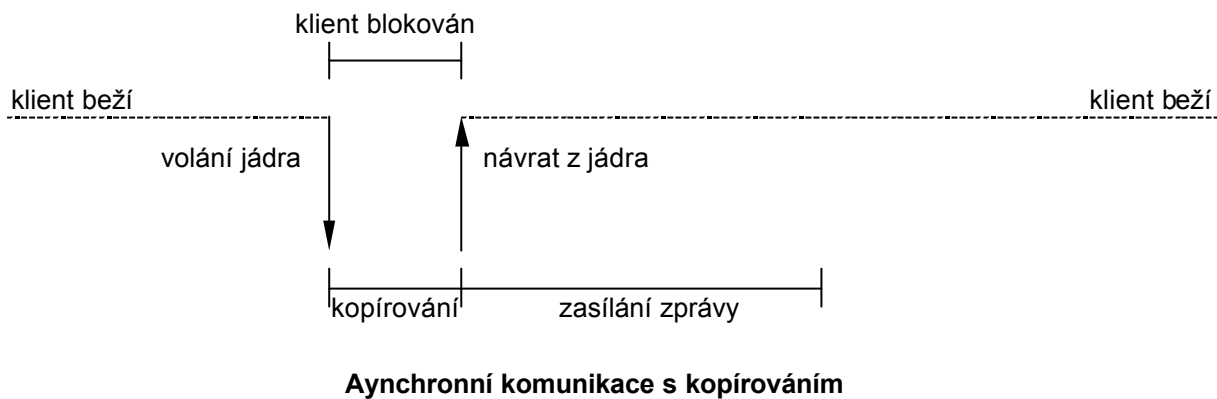 klient blokován
klient beží
klient beží
volání jádra
návrat z jádra
kopírování
zasílání zprávy
Aynchronní komunikace s kopírováním